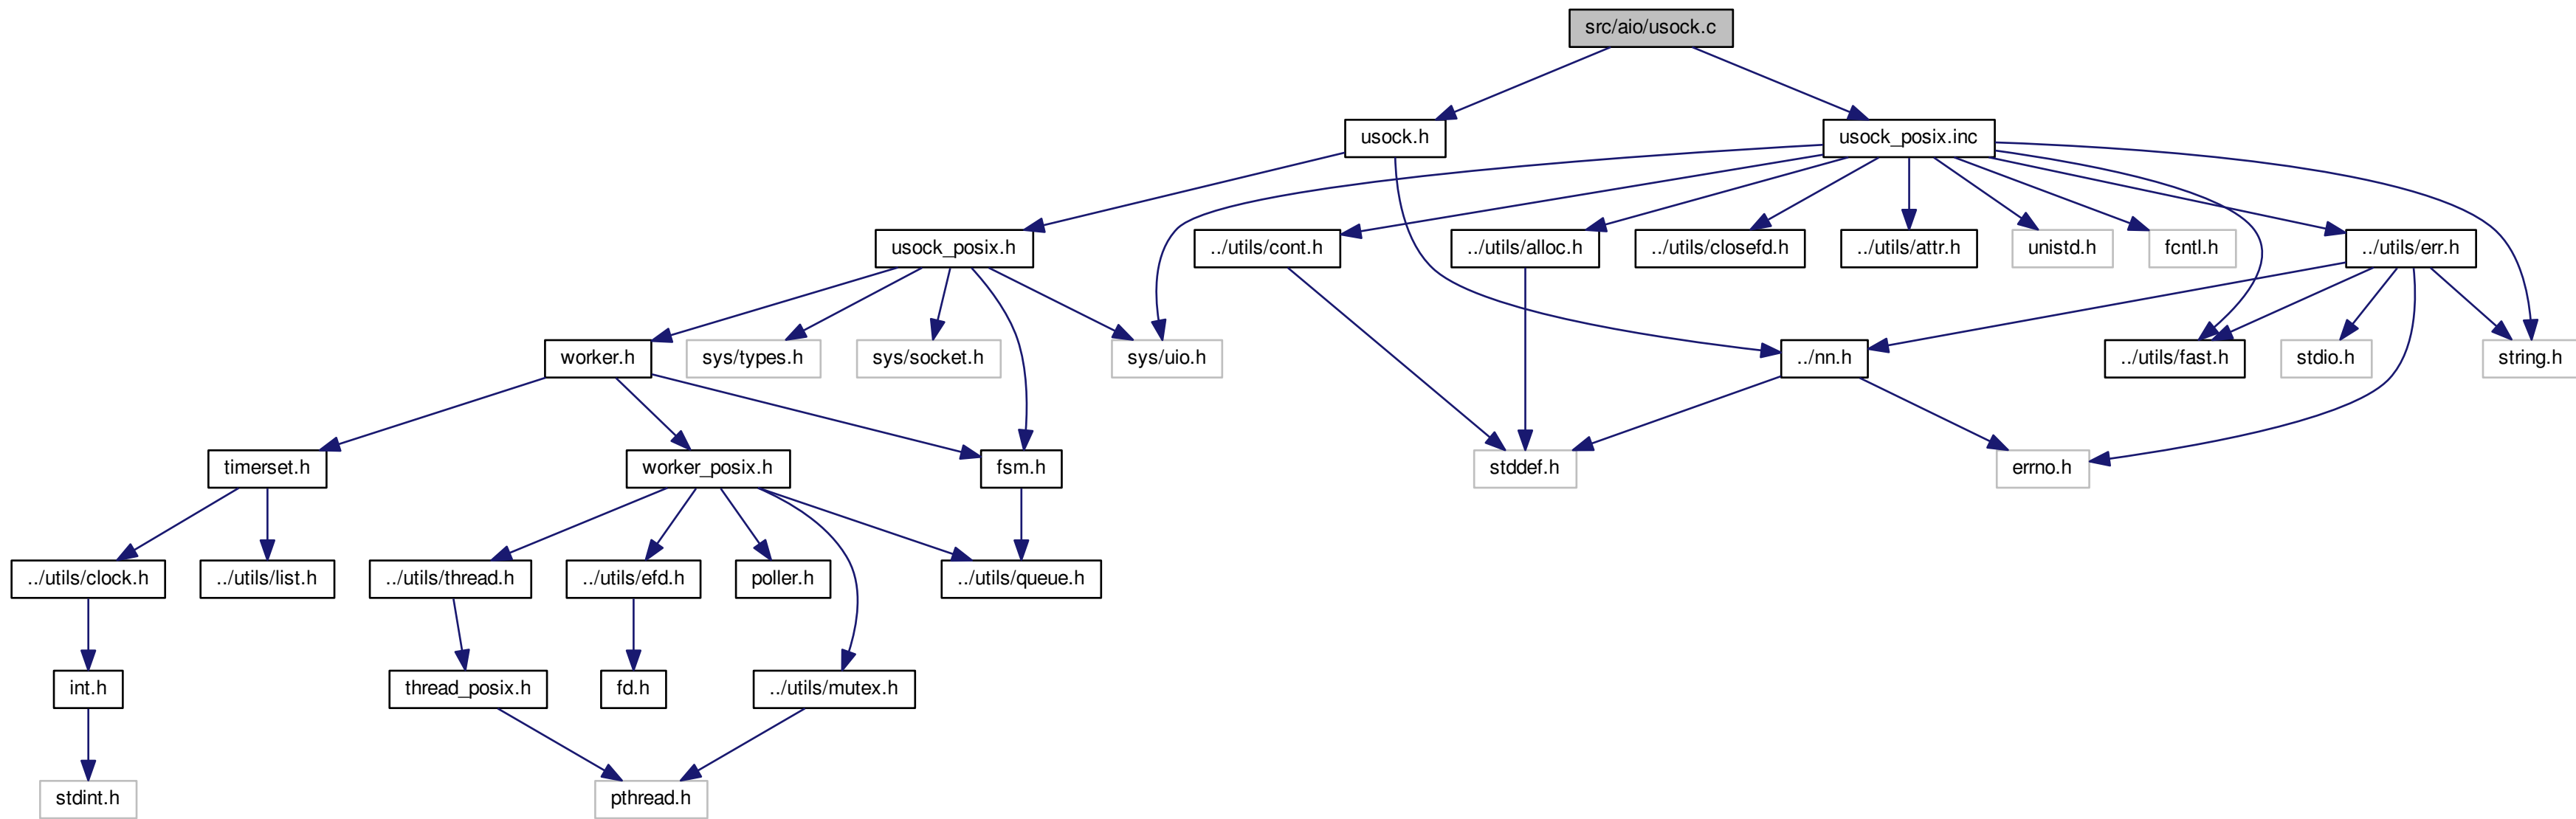 src/aio/usock.c
usock.h
usock_posix.inc
usock_posix.h
../utils/cont.h
../utils/alloc.h
../utils/closefd.h
../utils/attr.h
unistd.h
fcntl.h
../utils/err.h
worker.h
sys/types.h
sys/socket.h
sys/uio.h
../nn.h
../utils/fast.h
stdio.h
string.h
timerset.h
worker_posix.h
fsm.h
stddef.h
errno.h
../utils/clock.h
../utils/list.h
../utils/thread.h
../utils/efd.h
poller.h
../utils/queue.h
int.h
thread_posix.h
fd.h
../utils/mutex.h
stdint.h
pthread.h